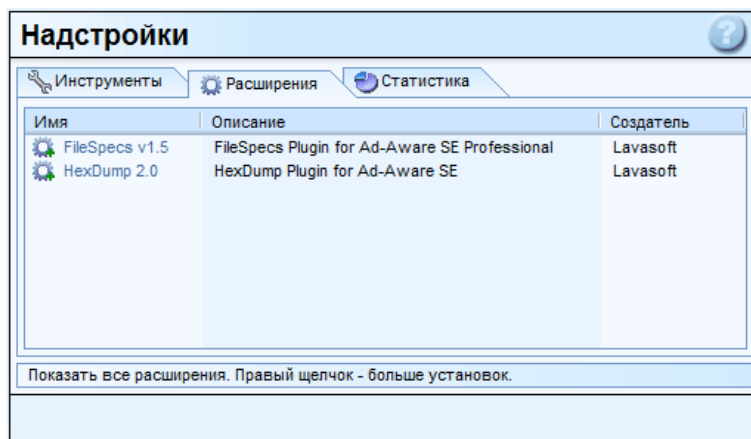 Надстройки
Инструменты Расширения Статистика
Имя Описание Создатель
FileSpecs v1.5 FileSpecs Plugin for Ad-Aware SE Professional Lavasoft
HexDump 2.0 HexDump Plugin for Ad-Aware SE Lavasoft
Показать все расширения. Правый щелчок - больше установок.